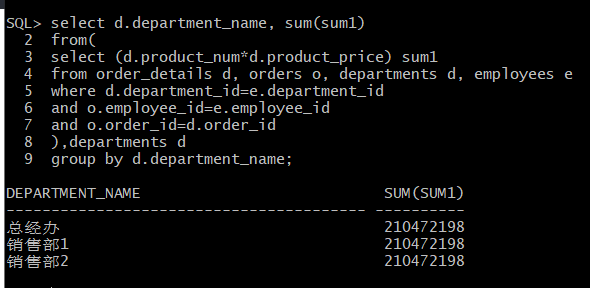 SQL> select d.department_name, sum(sum1)
2 from(
3 select (d.product_num*d.product_price) sum1
4 from order_details d, orders o, departments d, employees e
5 where d.department_id=e.department_id
6 and o.employee_id=e.employee_id
7 and o.order_id=d.order_id
8 ),departments d
9 group by d.department_name;
DEPARTMENT_NAME SUM(SUM1)
---------------------------------------- ----------
总经办 210472198
销售部1 210472198
销售部2 210472198